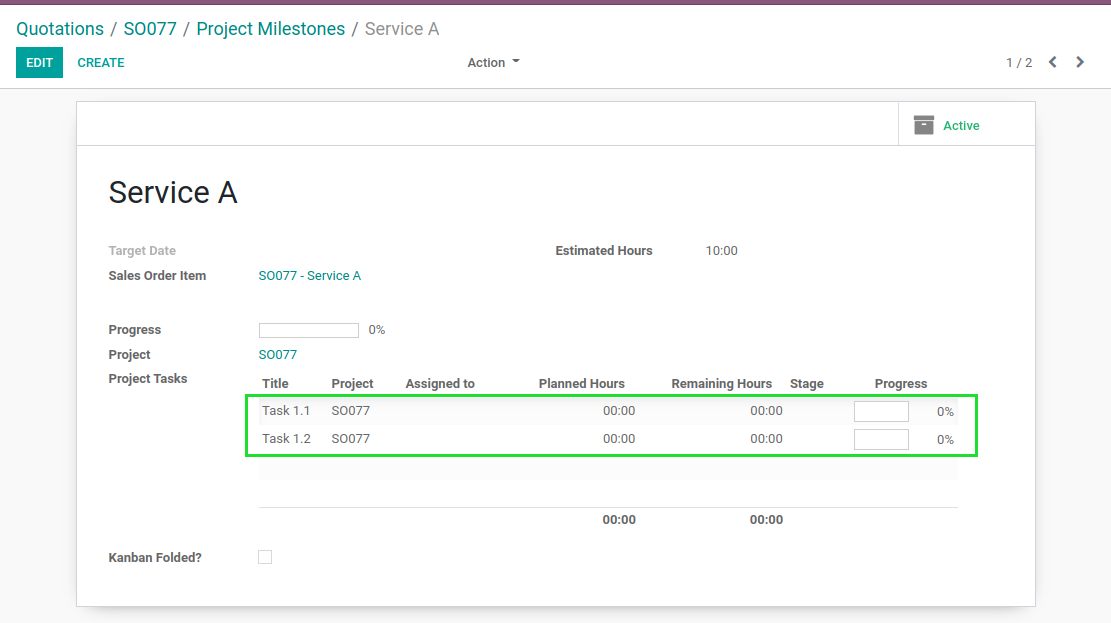 Quotations / SO077 / Project Milestones / Service A
EDIT CREATE Action 1 / 2
Active
Service A
Target Date Estimated Hours 10:00
Sales Order Item SO077 - Service A
Progress 0%
Project SO077
Project Tasks
Title Project Assigned to Planned Hours Remaining Hours Stage Progress
Task 1.1 SO077 00:00 00:00 0%
Task 1.2 SO077 00:00 00:00 0%
00:00 00:00
Kanban Folded?